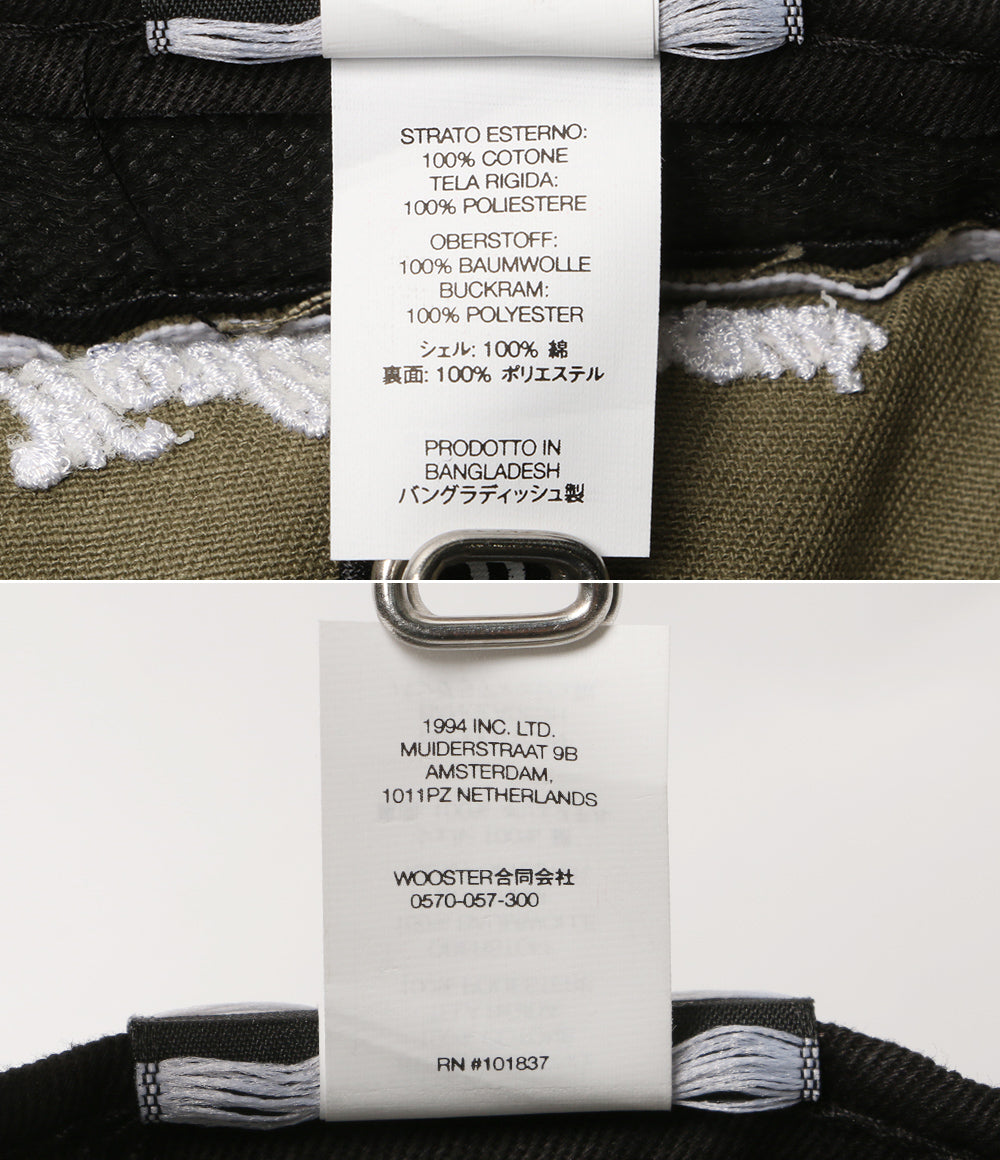 STRATO ESTERNO:
100% COTONE
TELA RIGIDA:
100% POLIESTERE
OBERSTOFF:
100% BAUMWOLLE
BUCKRAM:
100% POLYESTER
シェル: 100% 綿
裏面: 100% ポリエステル
PRODOTTO IN
BANGLADESH
バングラディッシュ製
1994 INC. LTD.
MUIDERSTRAAT 9B
AMSTERDAM,
1011PZ NETHERLANDS
WOOSTER合同会社
0570-057-300
RN #101837